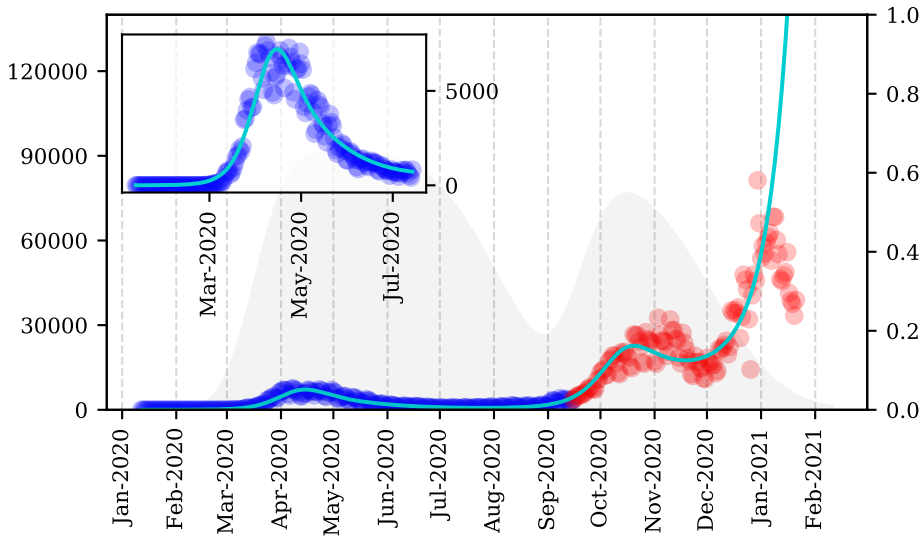 120000
90000
60000
30000
0
1.0
0.8
0.6
0.4
0.2
0.0
5000
0
Mar-2020
May-2020
Jul-2020
Jan-2020
Feb-2020
Mar-2020
Apr-2020
May-2020
Jun-2020
Jul-2020
Aug-2020
Sep-2020
Oct-2020
Nov-2020
Dec-2020
Jan-2021
Feb-2021